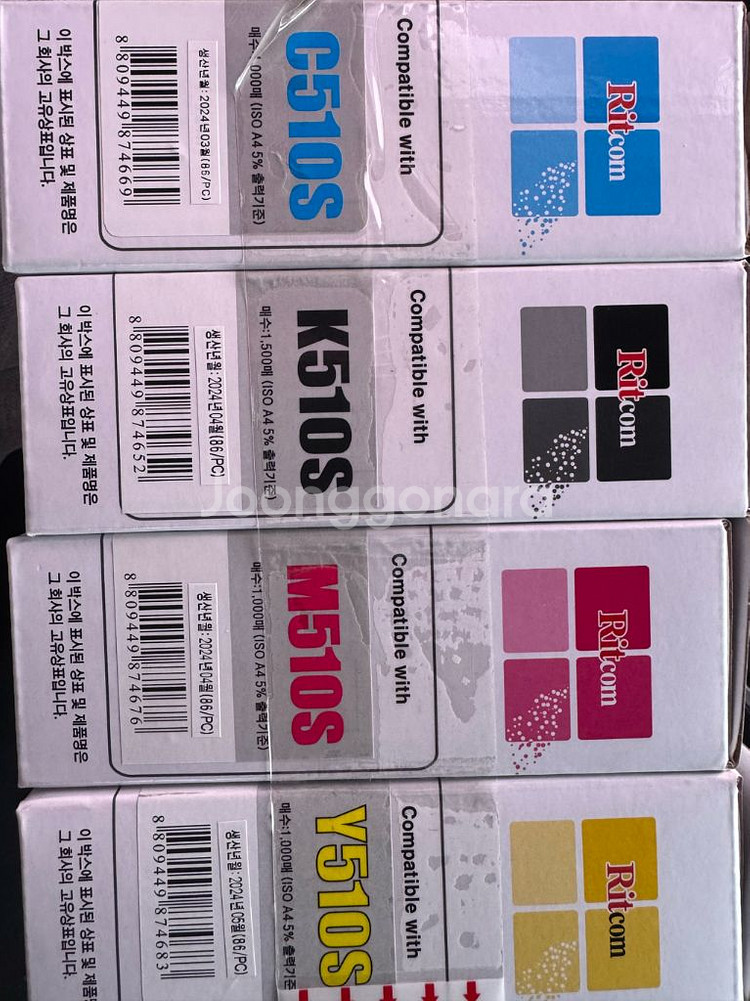 Ritcom
Compatible with
C510S
매수: 1,000매 (ISO A4 5% 출력기준)
생산년월 : 2024년03월(86/PC)
8 809449 874669
이 박스에 표시된 상표 및 제품명은
그 회사의 고유상표입니다.
Ritcom
Compatible with
K510S
매수:1,500매 (ISO A4 5% 출력기준)
생산년월 : 2024년04월(86/PC)
8 809449 874652
이 박스에 표시된 상표 및 제품명은
그 회사의 고유상표입니다.
Ritcom
Compatible with
M510S
매수:1,000매 (ISO A4 5% 출력기준)
생산년월 : 2024년04월(86/PC)
8 809449 874676
이 박스에 표시된 상표 및 제품명은
그 회사의 고유상표입니다.
Ritcom
Compatible with
Y510S
매수:1,000매 (ISO A4 5% 출력기준
생산년월 : 2024년05월(86/PC)
8 809449 874683
이 박스에 표시된 상표 및 제품명은
그 회사의 고유상표입니다.
Joonggonara